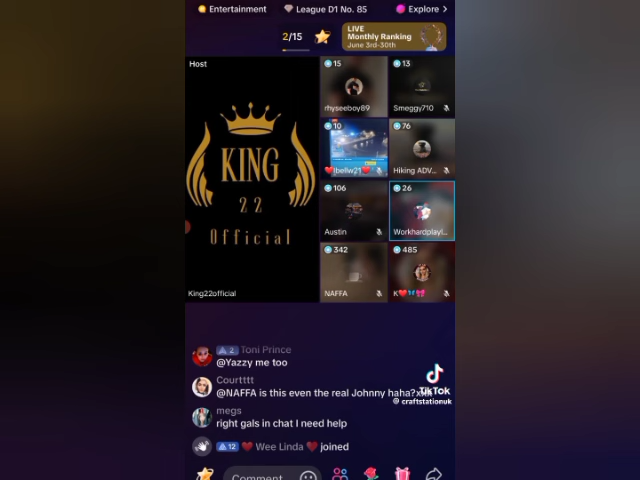 Entertainment
League D1 No. 85
Explore >
2/15
LIVE
Monthly Ranking
June 3rd-30th
Host
15
rhyseeboy89
13
Smeggy710
10
❤️lbellw21❤️
76
Hiking ADV...
106
Austin
26
Workhardplayl...
342
NAFFA
485
K❤️🦋🎀
KING
22
Official
King22official
2 Toni Prince
@Yazzy me too
Courtttt
@NAFFA is this even the real Johnny haha?
TikTok
@craftstationuk
megs
right gals in chat I need help
12 ❤️ Wee Linda ❤️ joined
Comment...